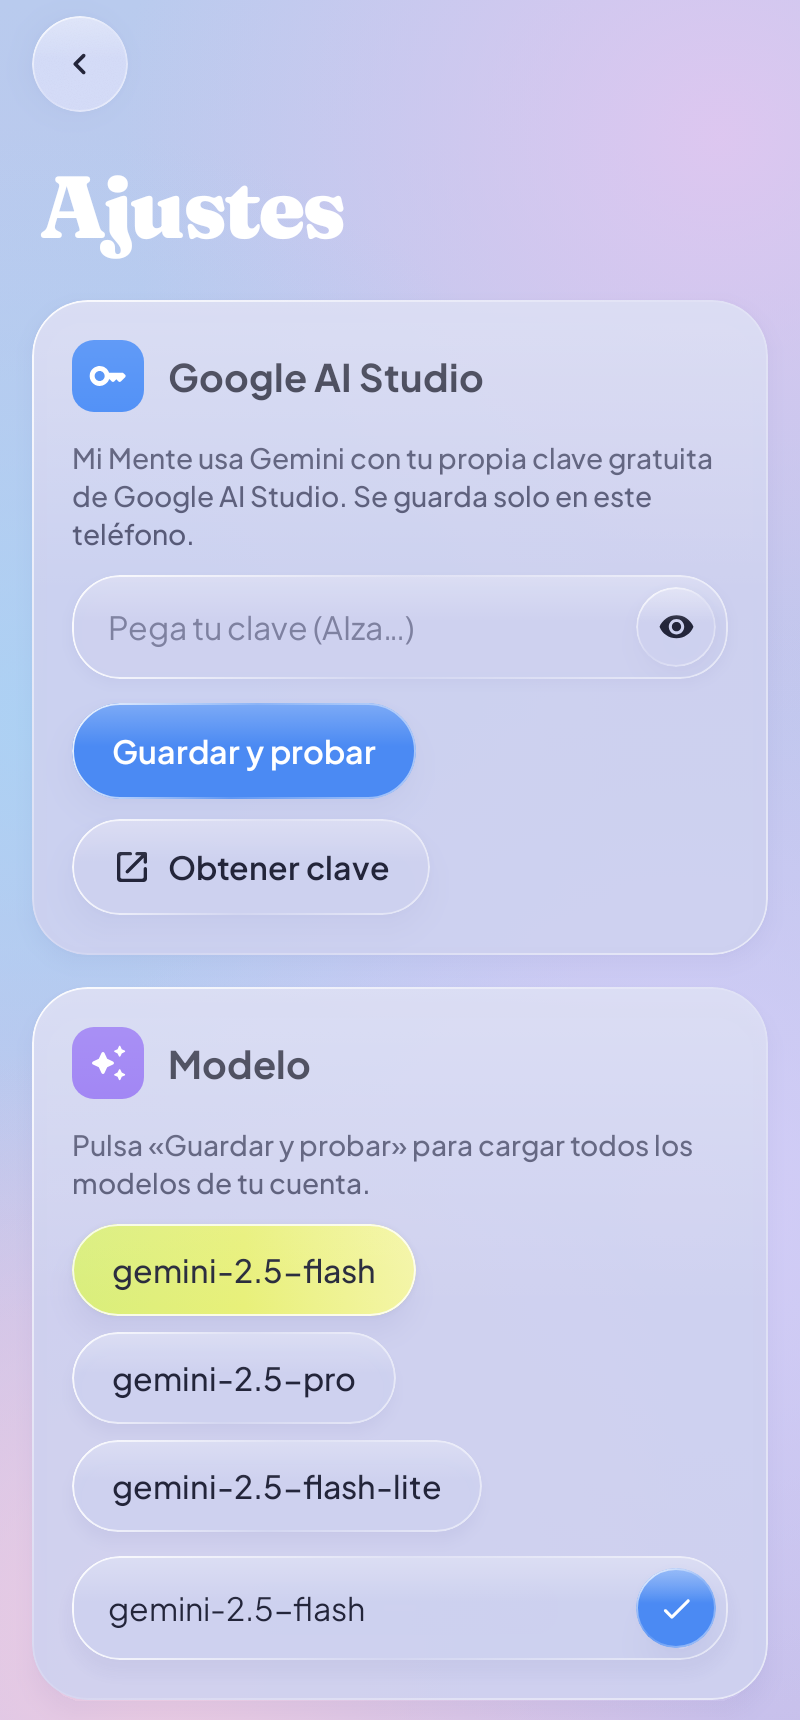 Ajustes
Google AI Studio
Mi Mente usa Gemini con tu propia clave gratuita
de Google AI Studio. Se guarda solo en este
teléfono.
Pega tu clave (AIza...)
Guardar y probar
Obtener clave
Modelo
Pulsa «Guardar y probar» para cargar todos los
modelos de tu cuenta.
gemini-2.5-flash
gemini-2.5-pro
gemini-2.5-flash-lite
gemini-2.5-flash